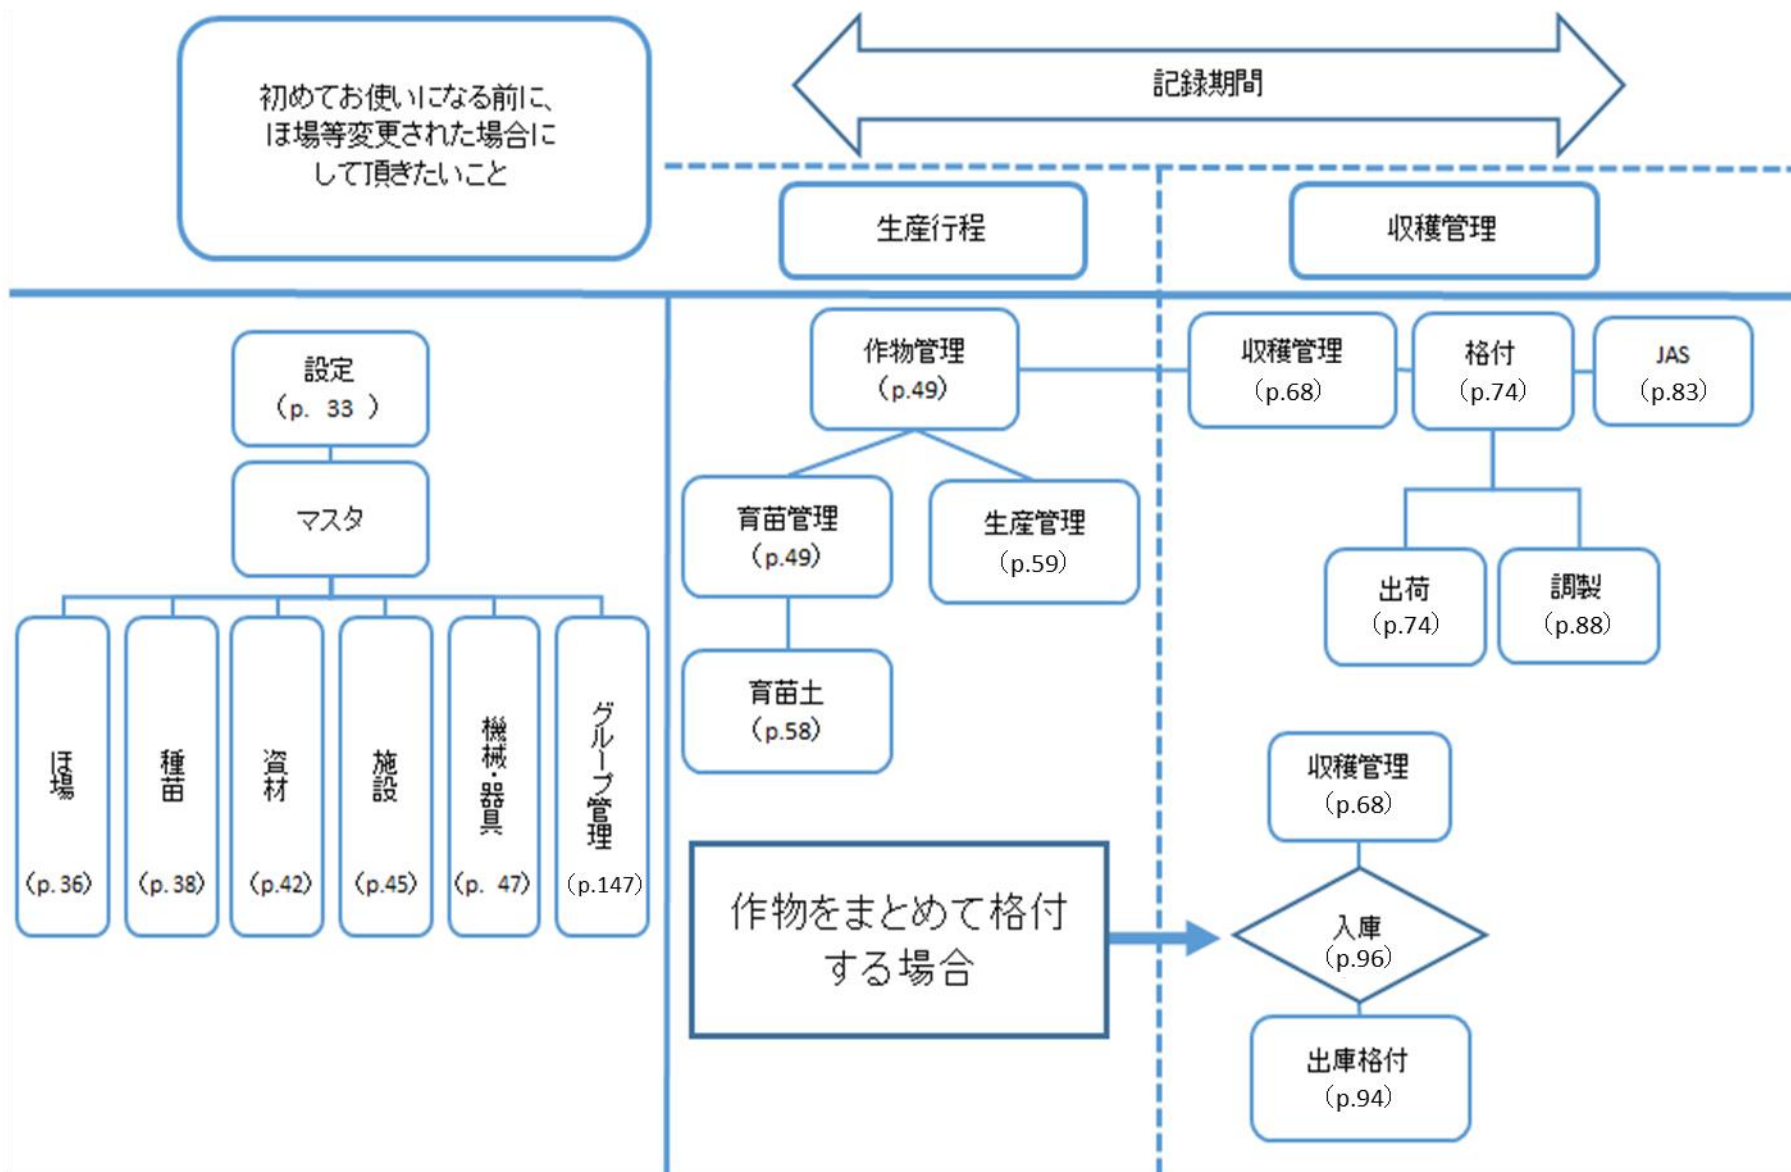 初めてお使いになる前に、
ほ場等変更された場合に
して頂きたいこと
記録期間
生産行程
収穫管理
設定
（p. 33 ）
マスタ
ほ場
（p. 36）
種苗
（p. 38）
資材
（p.42）
施設
（p.45）
機械・器具
（p. 47）
グループ管理
（p.147）
作物管理
（p.49）
育苗管理
（p.49）
生産管理
（p.59）
育苗土
（p.58）
作物をまとめて格付
する場合
収穫管理
（p.68）
格付
（p.74）
JAS
（p.83）
出荷
（p.74）
調製
（p.88）
収穫管理
（p.68）
入庫
（p.96）
出庫格付
（p.94）